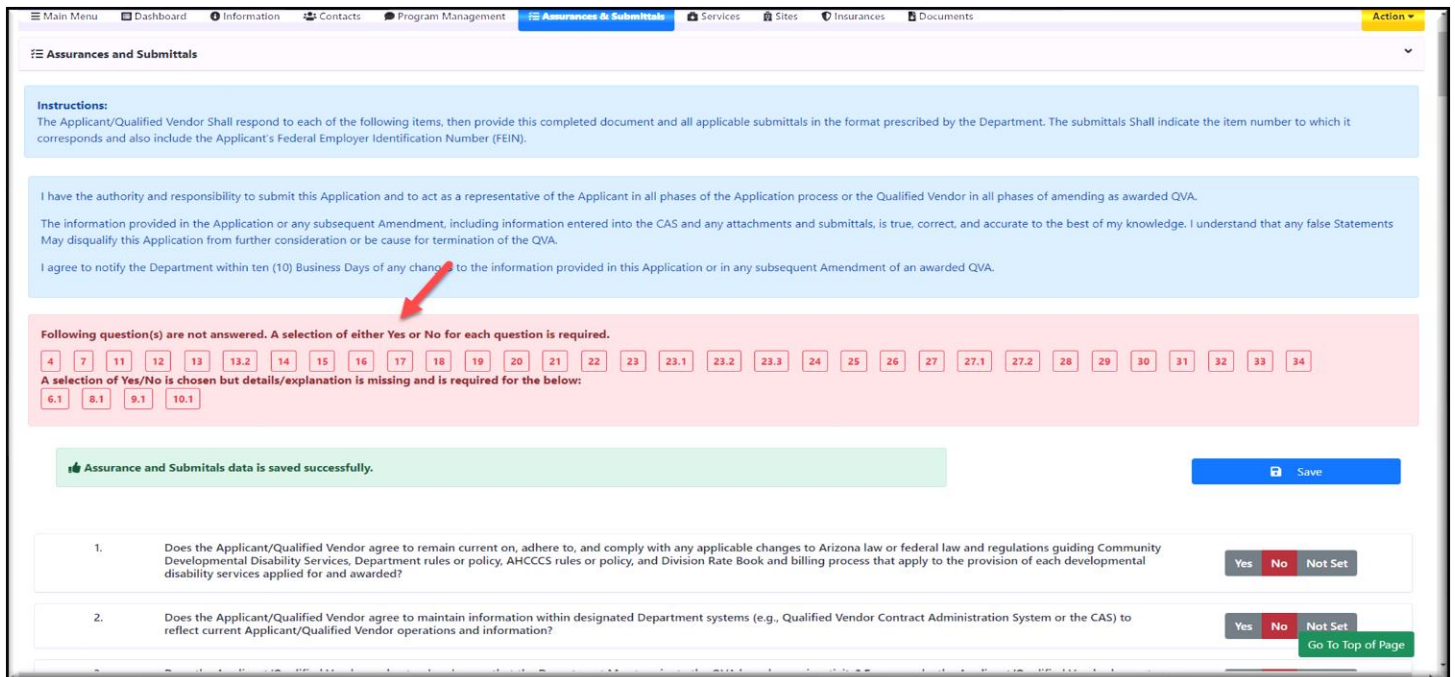 Main Menu Dashboard Information Contacts Program Management Assurances & Submittals Services Sites Insurances Documents Action
Assurances and Submittals
Instructions:
The Applicant/Qualified Vendor Shall respond to each of the following items, then provide this completed document and all applicable submittals in the format prescribed by the Department. The submittals Shall indicate the item number to which it
corresponds and also include the Applicant's Federal Employer Identification Number (FEIN).
I have the authority and responsibility to submit this Application and to act as a representative of the Applicant in all phases of the Application process or the Qualified Vendor in all phases of amending as awarded QVA.
The information provided in the Application or any subsequent Amendment, including information entered into the CAS and any attachments and submittals, is true, correct, and accurate to the best of my knowledge. I understand that any false Statements
May disqualify this Application from further consideration or be cause for termination of the QVA.
I agree to notify the Department within ten (10) Business Days of any to the information provided in this Application or in any subsequent Amendment of an awarded QVA.
Following question(s) are not answered. A selection of either Yes or No for each question is required.
4 7 11 12 13 13.2 14 15 16 17 18 19 20 21 22 23 23.1 23.2 23.3 24 25 26 27 27.1 27.2 28 29 30 31 32 33 34
A selection of Yes/No is chosen but details/explanation is missing and is required for the below:
6.1 8.1 9.1 10.1
Assurance and Submitals data is saved successfully.
Save
1. Does the Applicant/Qualified Vendor agree to remain current on, adhere to, and comply with any applicable changes to Arizona law or federal law and regulations guiding Community
Developmental Disability Services, Department rules or policy, AHCCCS rules or policy, and Division Rate Book and billing process that apply to the provision of each developmental
disability services applied for and awarded?
Yes No Not Set
2. Does the Applicant/Qualified Vendor agree to maintain information within designated Department systems (e.g., Qualified Vendor Contract Administration System or the CAS) to
reflect current Applicant/Qualified Vendor operations and information?
Yes No Not Set
Go To Top of Page